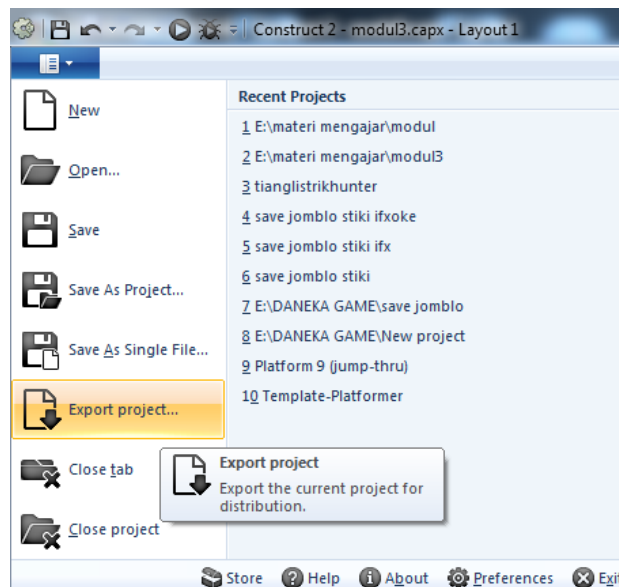 Construct 2 - modul3.capx - Layout 1
New
Open...
Save
Save As Project...
Save As Single File...
Export project...
Close tab
Close project
Recent Projects
1 E:\materi mengajar\modul
2 E:\materi mengajar\modul3
3 tianglistrikhunter
4 save jomblo stiki ifxoke
5 save jomblo stiki ifx
6 save jomblo stiki
7 E:\DANEKA GAME\save jomblo
8 E:\DANEKA GAME\New project
9 Platform 9 (jump-thru)
10 Template-Platformer
Export project
Export the current project for
distribution.
Store Help About Preferences Exit